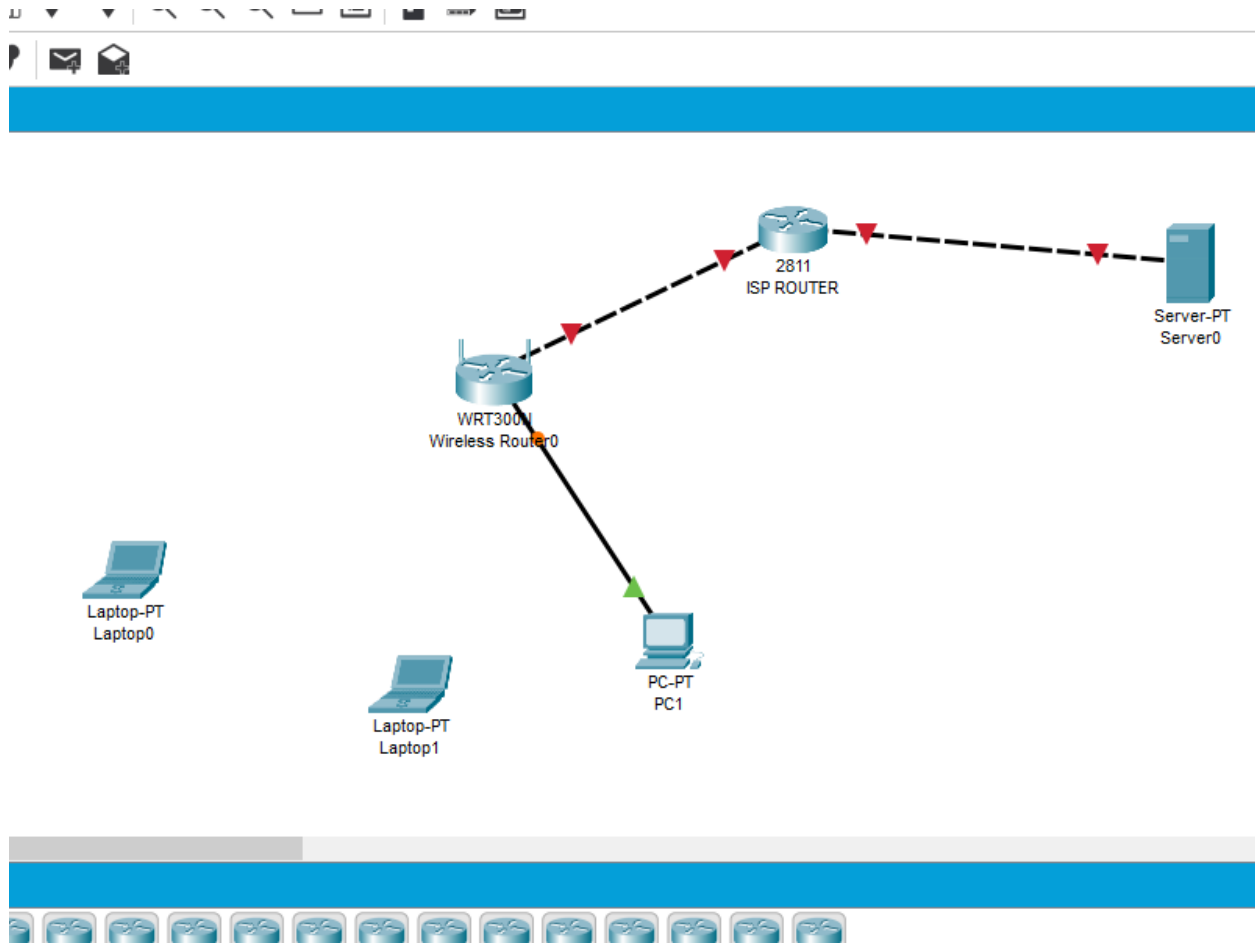 2811
ISP ROUTER
Server-PT
Server0
WRT300N
Wireless Router0
Laptop-PT
Laptop0
PC-PT
PC1
Laptop-PT
Laptop1